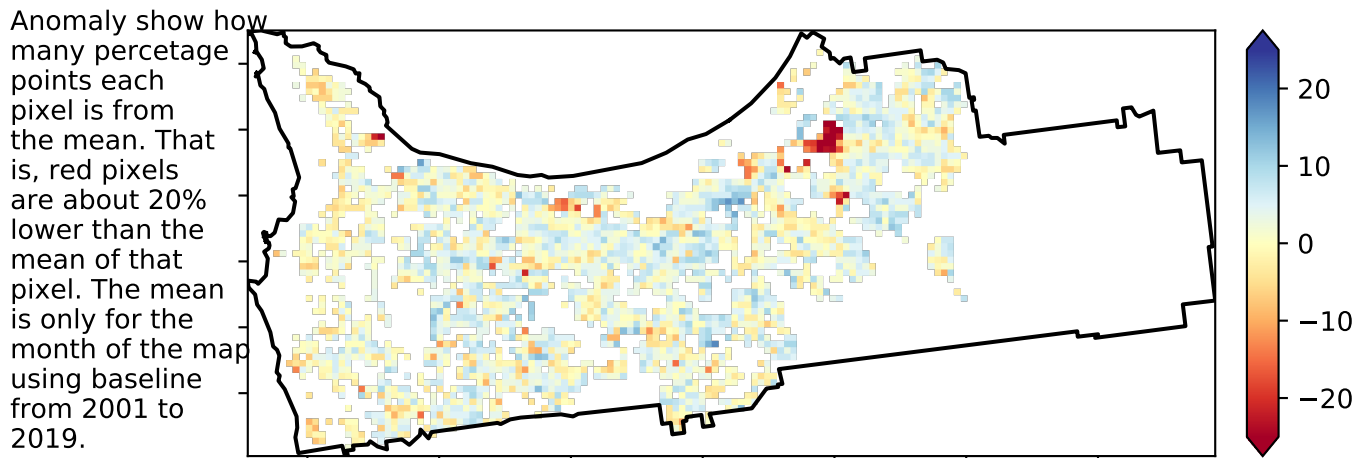 Anomaly show how
many percetage
points each
pixel is from
the mean. That
is, red pixels
are about 20%
lower than the
mean of that
pixel. The mean
is only for the
month of the map
using baseline
from 2001 to
2019.
20
10
0
−10
−20